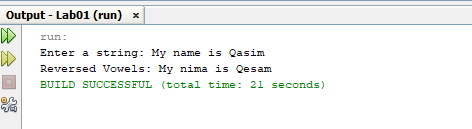 Output - Lab01 (run) ×
run:
Enter a string: My name is Qasim
Reversed Vowels: My nima is Qesam
BUILD SUCCESSFUL (total time: 21 seconds)